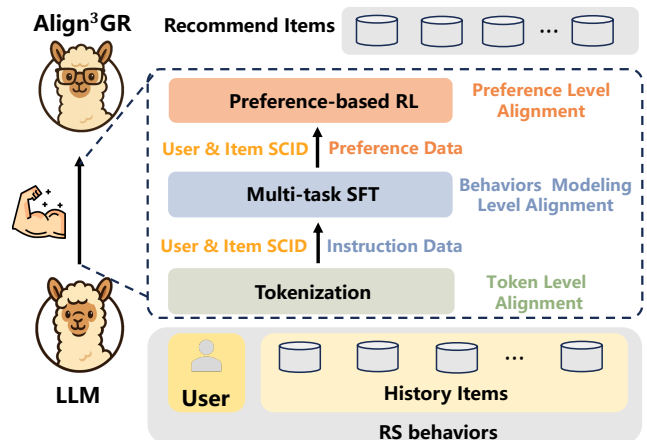 Align³GR
Recommend Items
...
Preference-based RL
Preference Level
Alignment
User & Item SCID
Preference Data
Multi-task SFT
Behaviors Modeling
Level Alignment
User & Item SCID
Instruction Data
Tokenization
Token Level
Alignment
LLM
User
...
History Items
RS behaviors